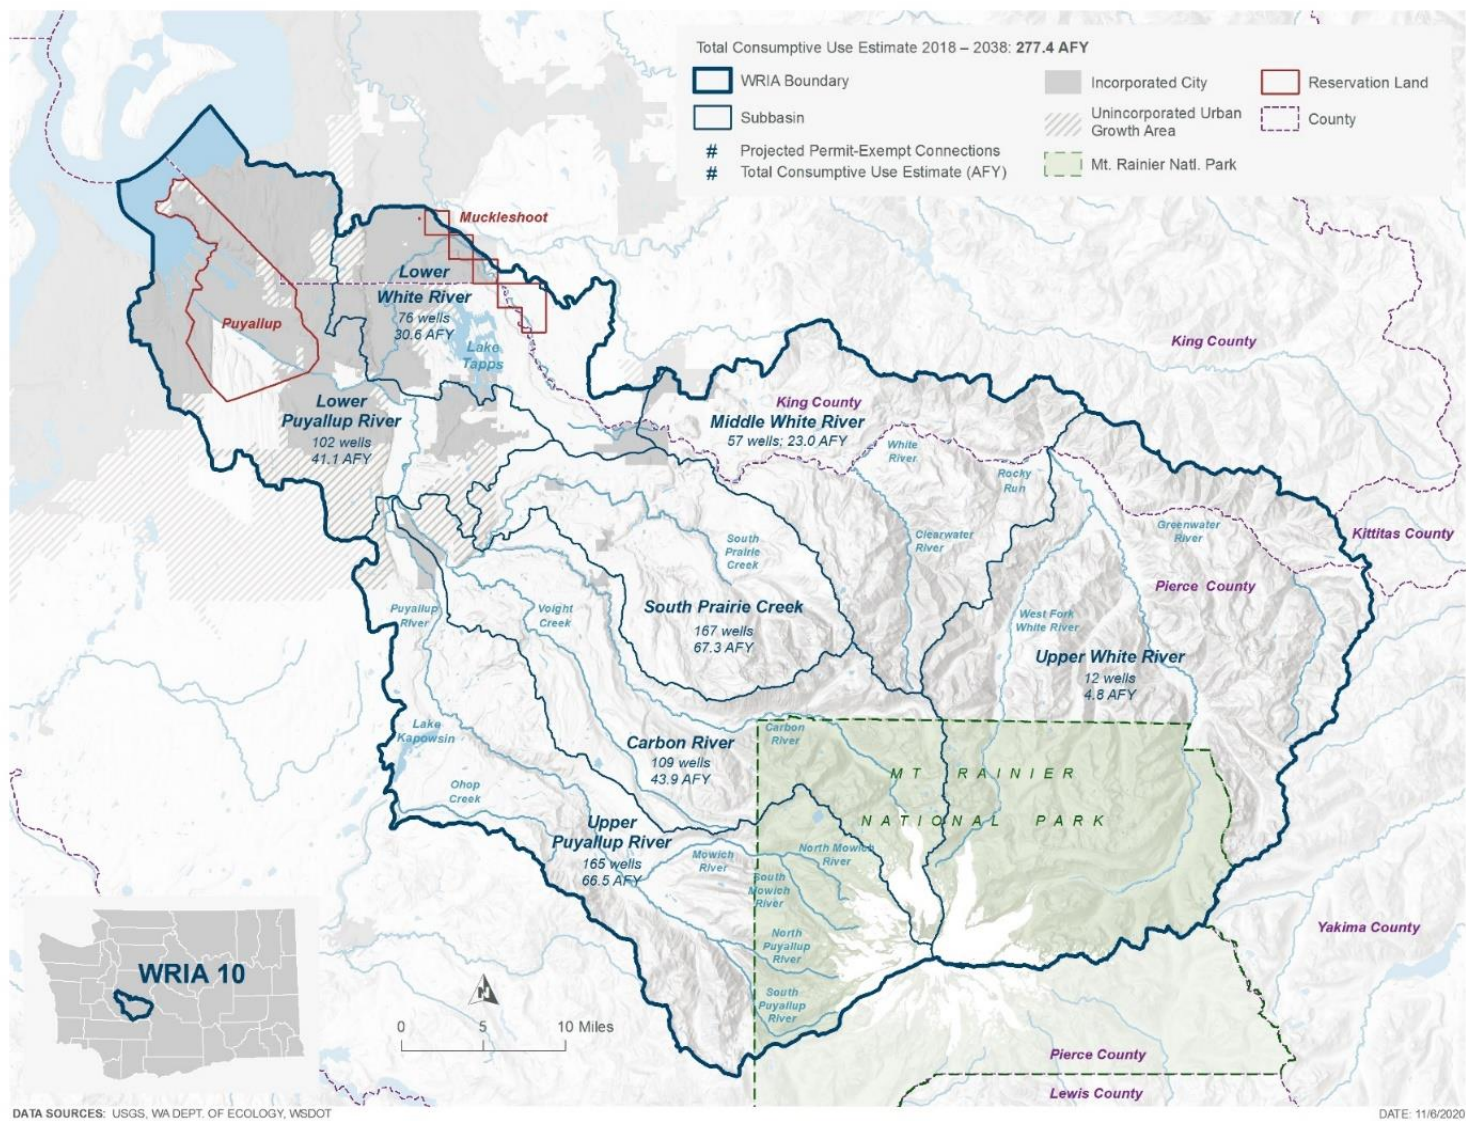 Total Consumptive Use Estimate 2018 – 2038: 277.4 AFY
WRIA Boundary
Subbasin
# Projected Permit-Exempt Connections
# Total Consumptive Use Estimate (AFY)
Incorporated City
Unincorporated Urban
Growth Area
Mt. Rainier Natl. Park
Reservation Land
County
Muckleshoot
Lower
White River
76 wells
30.6 AFY
Puyallup
Lake
Tapps
King County
Lower
Puyallup River
102 wells
41.1 AFY
King County
Middle White River
57 wells; 23.0 AFY
White
River
Rocky
Run
Clearwater
River
Greenwater
River
Kittitas County
Pierce County
South
Prairie
Creek
South Prairie Creek
167 wells
67.3 AFY
Puyallup
River
Voight
Creek
West Fork
White River
Upper White River
12 wells
4.8 AFY
Lake
Kapowsin
Carbon River
109 wells
43.9 AFY
Carbon
River
MT RAINIER
NATIONAL PARK
Ohop
Creek
Upper
Puyallup River
165 wells
66.5 AFY
Mowich
River
North Mowich
River
South
Mowich
River
North
Puyallup
River
South
Puyallup
River
Yakima County
WRIA 10
N
0 5 10 Miles
Pierce County
Lewis County
DATA SOURCES: USGS, WA DEPT. OF ECOLOGY, WSDOT
DATE: 11/6/2020